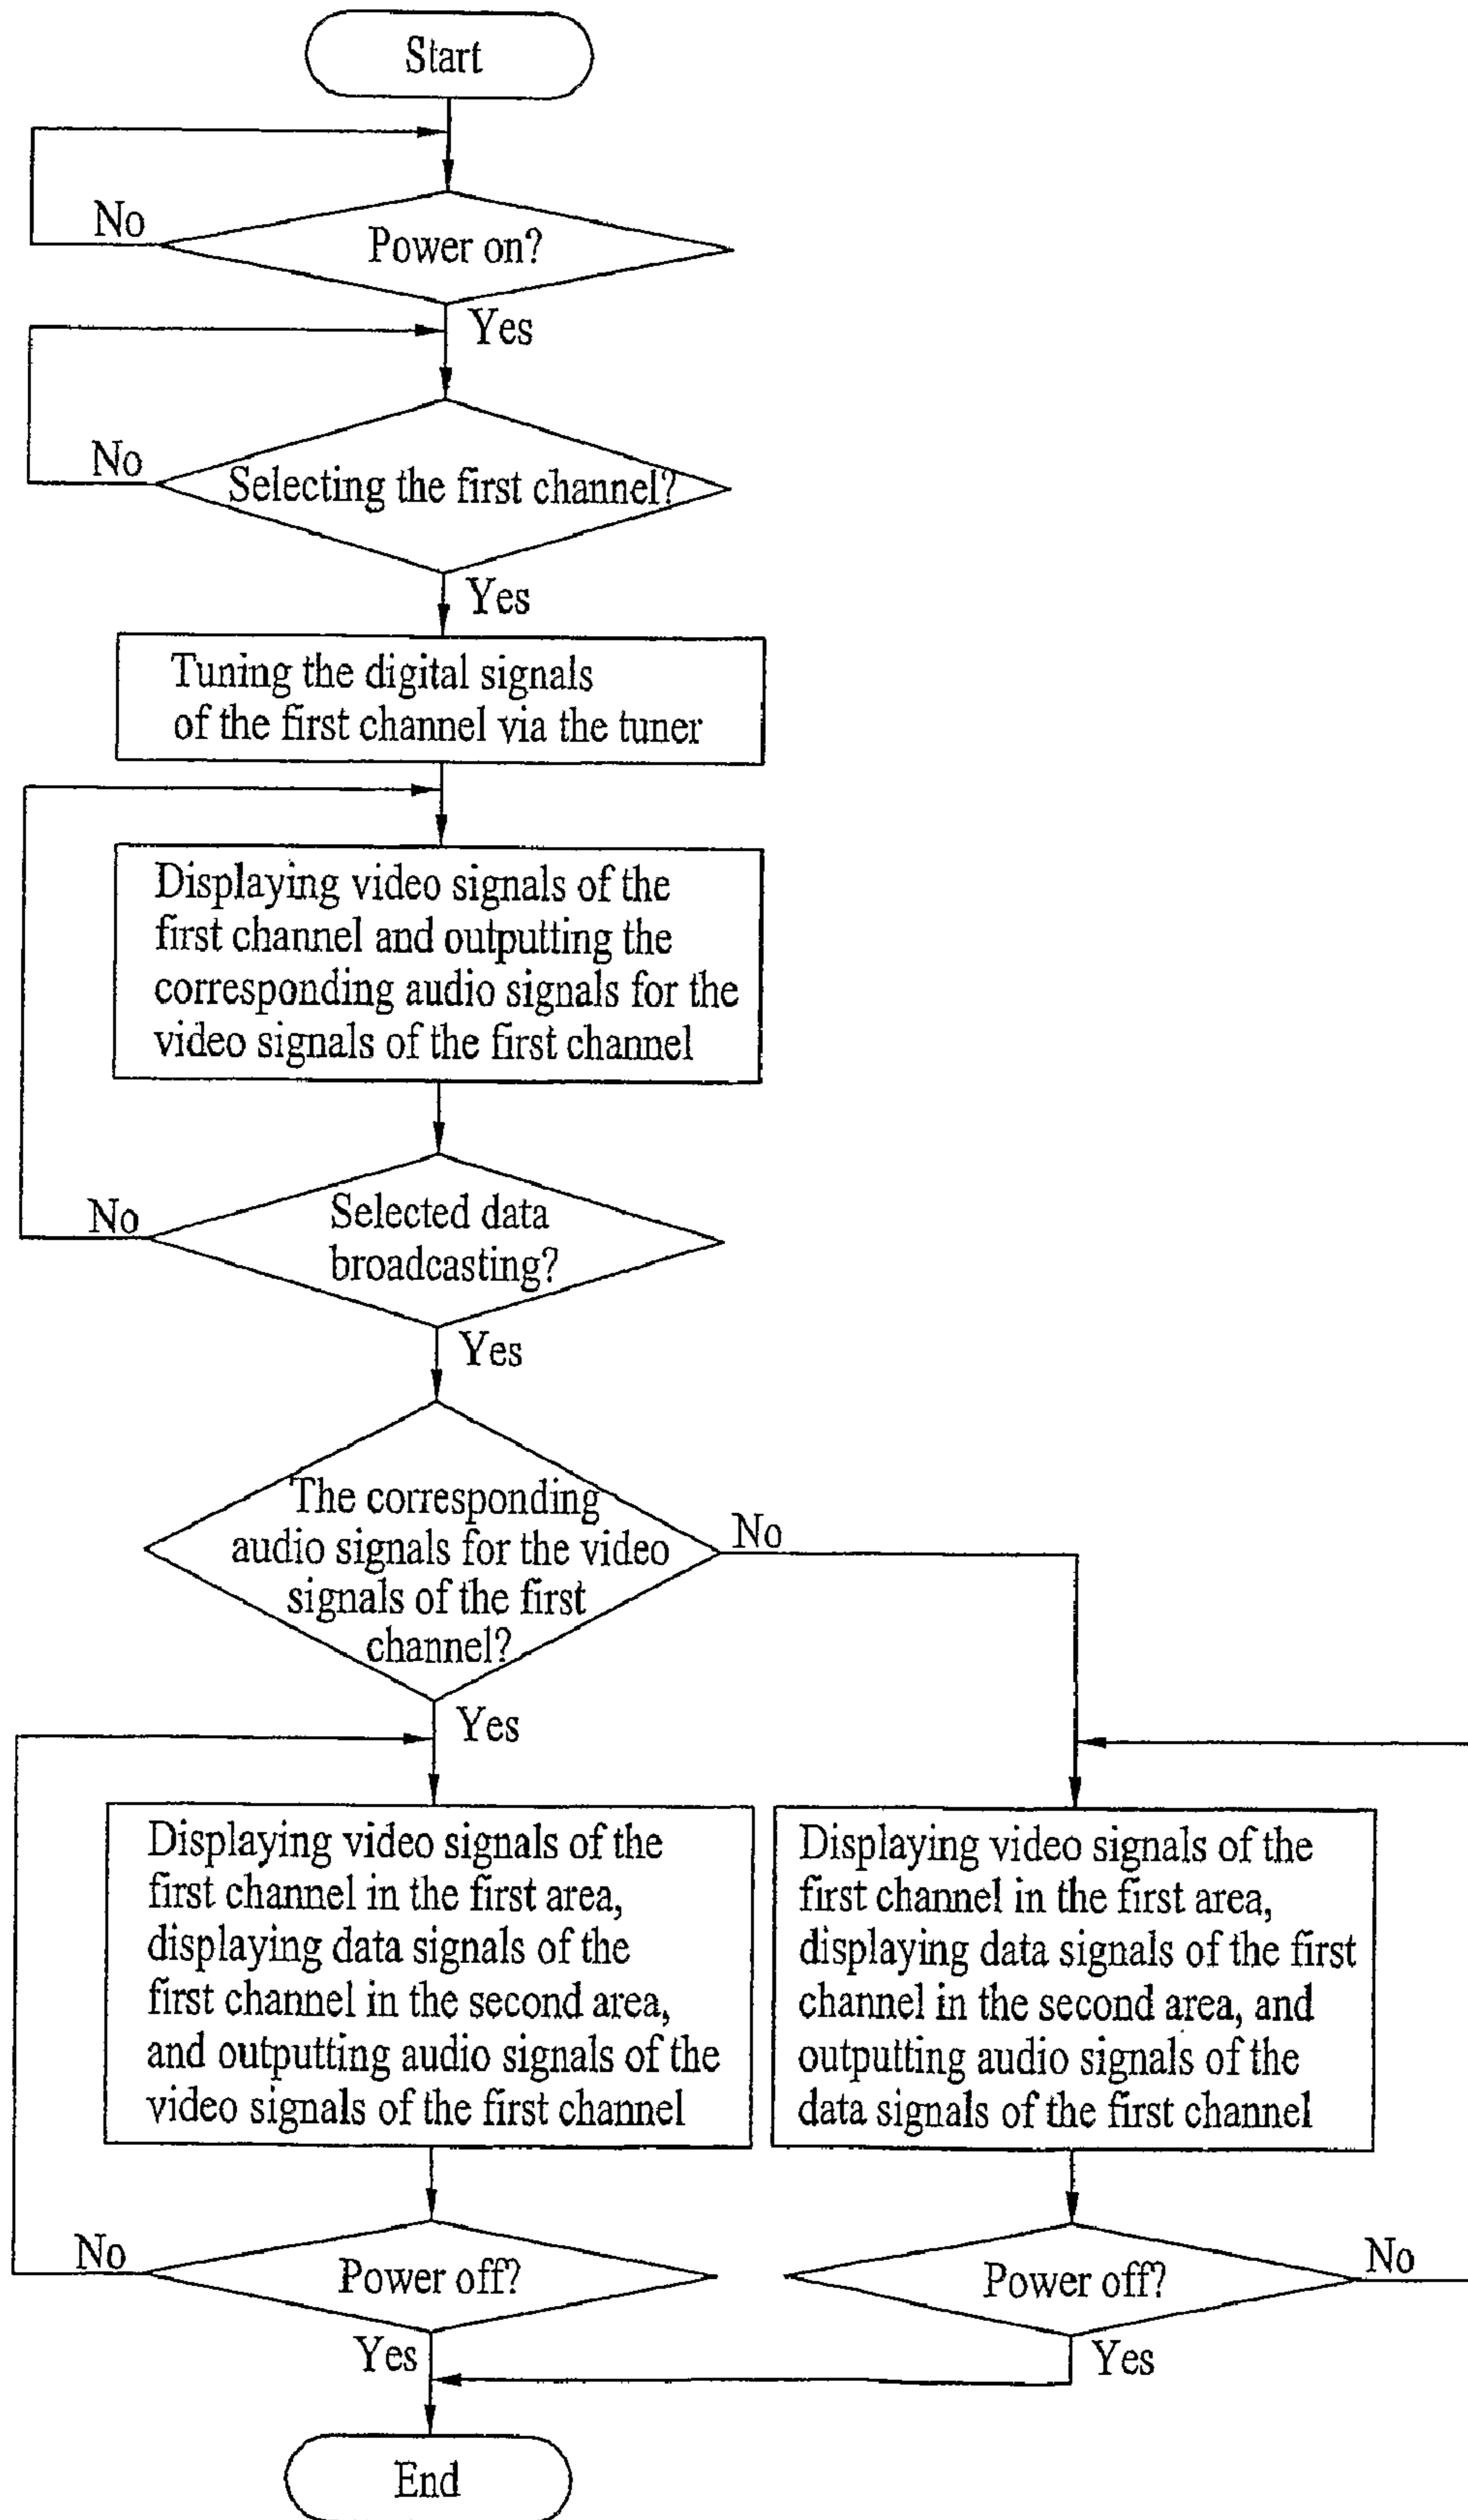 Start
No
Power on?
Yes
No
Selecting the first channel?
Yes
Tuning the digital signals
of the first channel via the tuner
Displaying video signals of the
first channel and outputting the
corresponding audio signals for the
video signals of the first channel
No
Selected data
broadcasting?
Yes
The corresponding
audio signals for the video
signals of the first
channel?
No
Yes
Displaying video signals of the
first channel in the first area,
displaying data signals of the
first channel in the second area,
and outputting audio signals of the
video signals of the first channel
Displaying video signals of the
first channel in the first area,
displaying data signals of the first
channel in the second area, and
outputting audio signals of the
data signals of the first channel
No
Power off?
Yes
Power off?
No
Yes
End